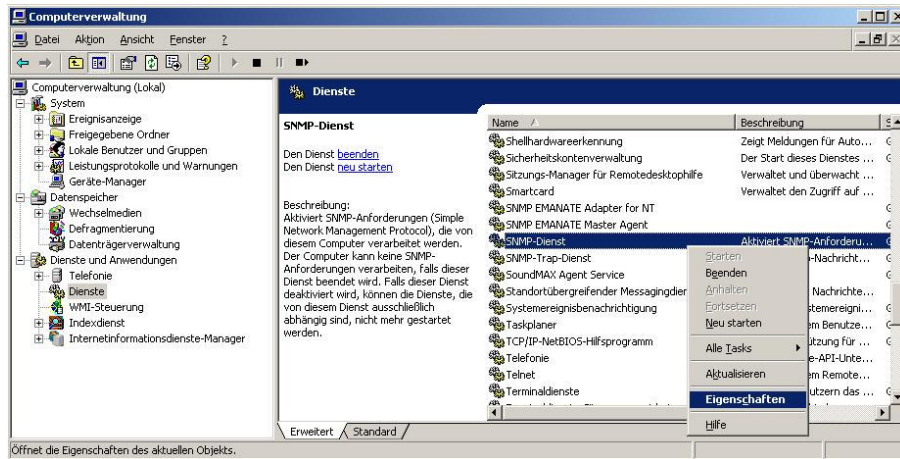 Computerverwaltung
Datei Aktion Ansicht Fenster ?
Computerverwaltung (Lokal)
System
Ereignisanzeige
Freigegebene Ordner
Lokale Benutzer und Gruppen
Leistungsprotokolle und Warnungen
Geräte-Manager
Datenspeicher
Wechselmedien
Defragmentierung
Datenträgerverwaltung
Dienste und Anwendungen
Telefonie
Dienste
WMI-Steuerung
Indexdienst
Internetinformationsdienste-Manager
Dienste
SNMP-Dienst
Den Dienst beenden
Den Dienst neu starten
Beschreibung:
Aktiviert SNMP-Anforderungen (Simple
Network Management Protocol), die von
diesem Computer verarbeitet werden.
Der Computer kann keine SNMP-
Anforderungen verarbeiten, falls dieser
Dienst beendet wird. Falls dieser Dienst
deaktiviert wird, können die Dienste, die
von diesem Dienst ausschließlich
abhängig sind, nicht mehr gestartet
werden.
Name Beschreibung
Shellhardwareerkennung Zeigt Meldungen für Auto...
Sicherheitskontenverwaltung Der Start dieses Dienstes ...
Sitzungs-Manager für Remotedesktophilfe Verwaltet und überwacht ...
Smartcard Verwaltet den Zugriff auf ...
SNMP EMANATE Adapter for NT
SNMP EMANATE Master Agent
SNMP-Dienst Aktiviert SNMP-Anforderu...
SNMP-Trap-Dienst p-Nachricht...
SoundMAX Agent Service
Standortübergreifender Messagingdien Nachrichte...
Systemereignisbenachrichtigung stemereigni...
Taskplaner em Benutze...
TCP/IP-NetBIOS-Hilfsprogramm ützung für ...
Telefonie e-API-Unte...
Telnet em Remote...
Terminaldienste utzern das ...
Starten
Beenden
Anhalten
Fortsetzen
Neu starten
Alle Tasks
Aktualisieren
Eigenschaften
Hilfe
Erweitert Standard
Öffnet die Eigenschaften des aktuellen Objekts.